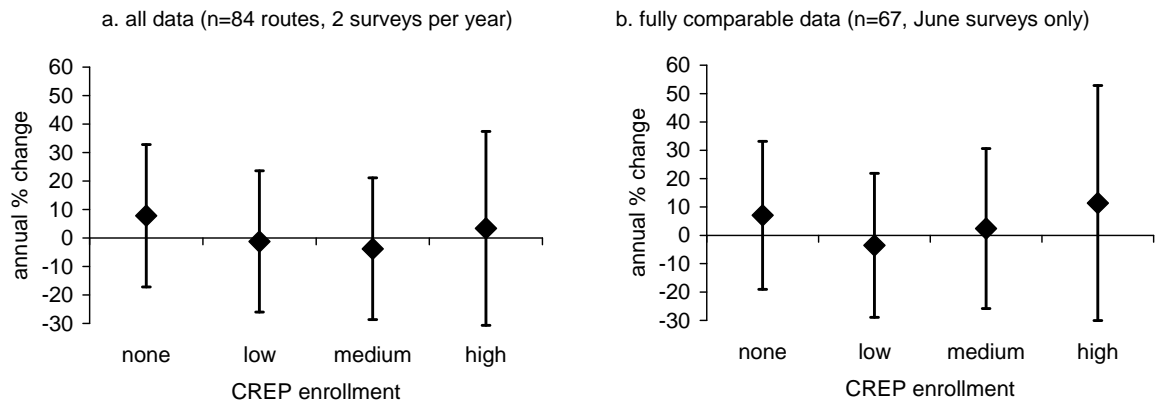 a. all data (n=84 routes, 2 surveys per year)
annual % change
60
50
40
30
20
10
0
-10
-20
-30
none low medium high
CREP enrollment
b. fully comparable data (n=67, June surveys only)
annual % change
60
50
40
30
20
10
0
-10
-20
-30
none low medium high
CREP enrollment